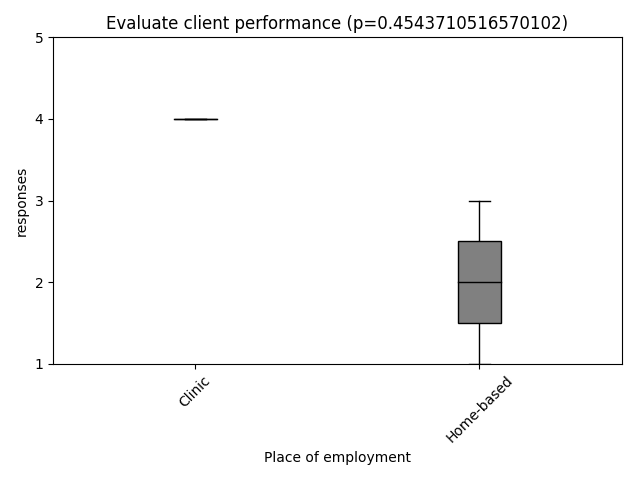 Evaluate client performance (p=0.4543710516570102)
5
4
3
2
1
responses
Clinic
Home-based
Place of employment